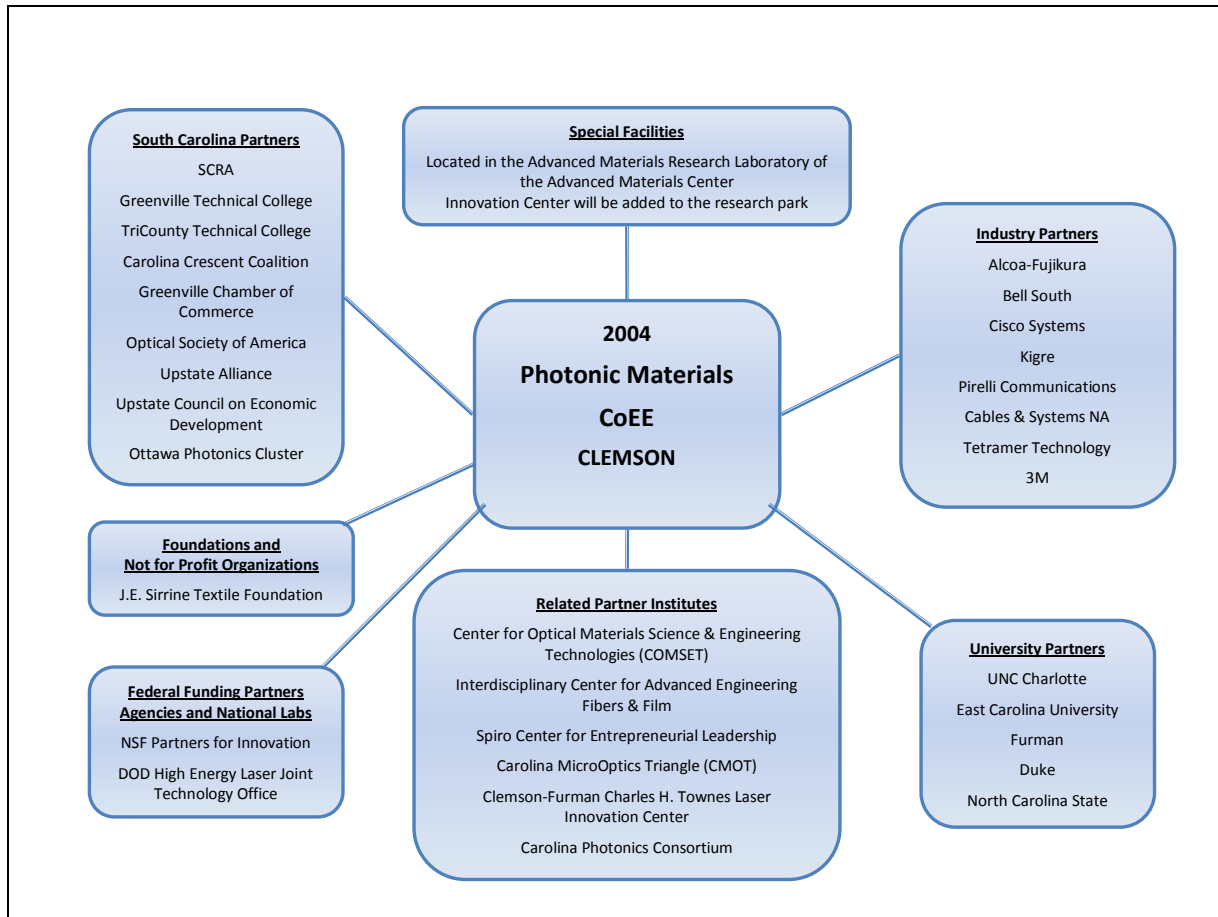 South Carolina Partners
SCRA
Greenville Technical College
TriCounty Technical College
Carolina Crescent Coalition
Greenville Chamber of
Commerce
Optical Society of America
Upstate Alliance
Upstate Council on Economic
Development
Ottawa Photonics Cluster
Special Facilities
Located in the Advanced Materials Research Laboratory of
the Advanced Materials Center
Innovation Center will be added to the research park
Industry Partners
Alcoa-Fujikura
Bell South
Cisco Systems
Kigre
Pirelli Communications
Cables & Systems NA
Tetramer Technology
3M
2004
Photonic Materials
CoEE
CLEMSON
Foundations and
Not for Profit Organizations
J.E. Sirrine Textile Foundation
Federal Funding Partners
Agencies and National Labs
NSF Partners for Innovation
DOD High Energy Laser Joint
Technology Office
Related Partner Institutes
Center for Optical Materials Science & Engineering
Technologies (COMSET)
Interdisciplinary Center for Advanced Engineering
Fibers & Film
Spiro Center for Entrepreneurial Leadership
Carolina MicroOptics Triangle (CMOT)
Clemson-Furman Charles H. Townes Laser
Innovation Center
Carolina Photonics Consortium
University Partners
UNC Charlotte
East Carolina University
Furman
Duke
North Carolina State